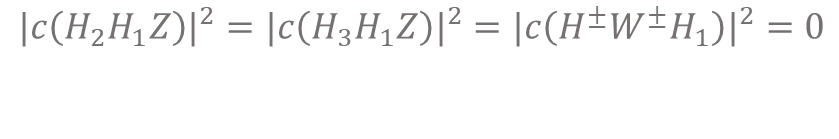 |c(H₂H₁Z)|² = |c(H₃H₁Z)|² = |c(H^±W^±H₁)|² = 0